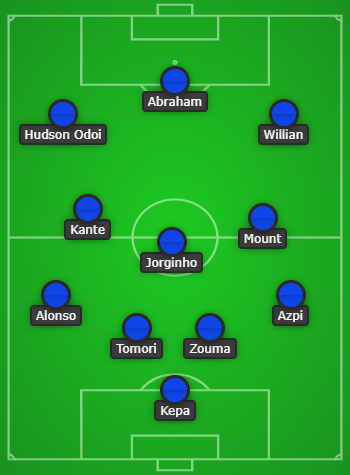 Abraham
Hudson Odoi
Willian
Kante
Mount
Jorginho
Alonso
Azpi
Tomori
Zouma
Kepa